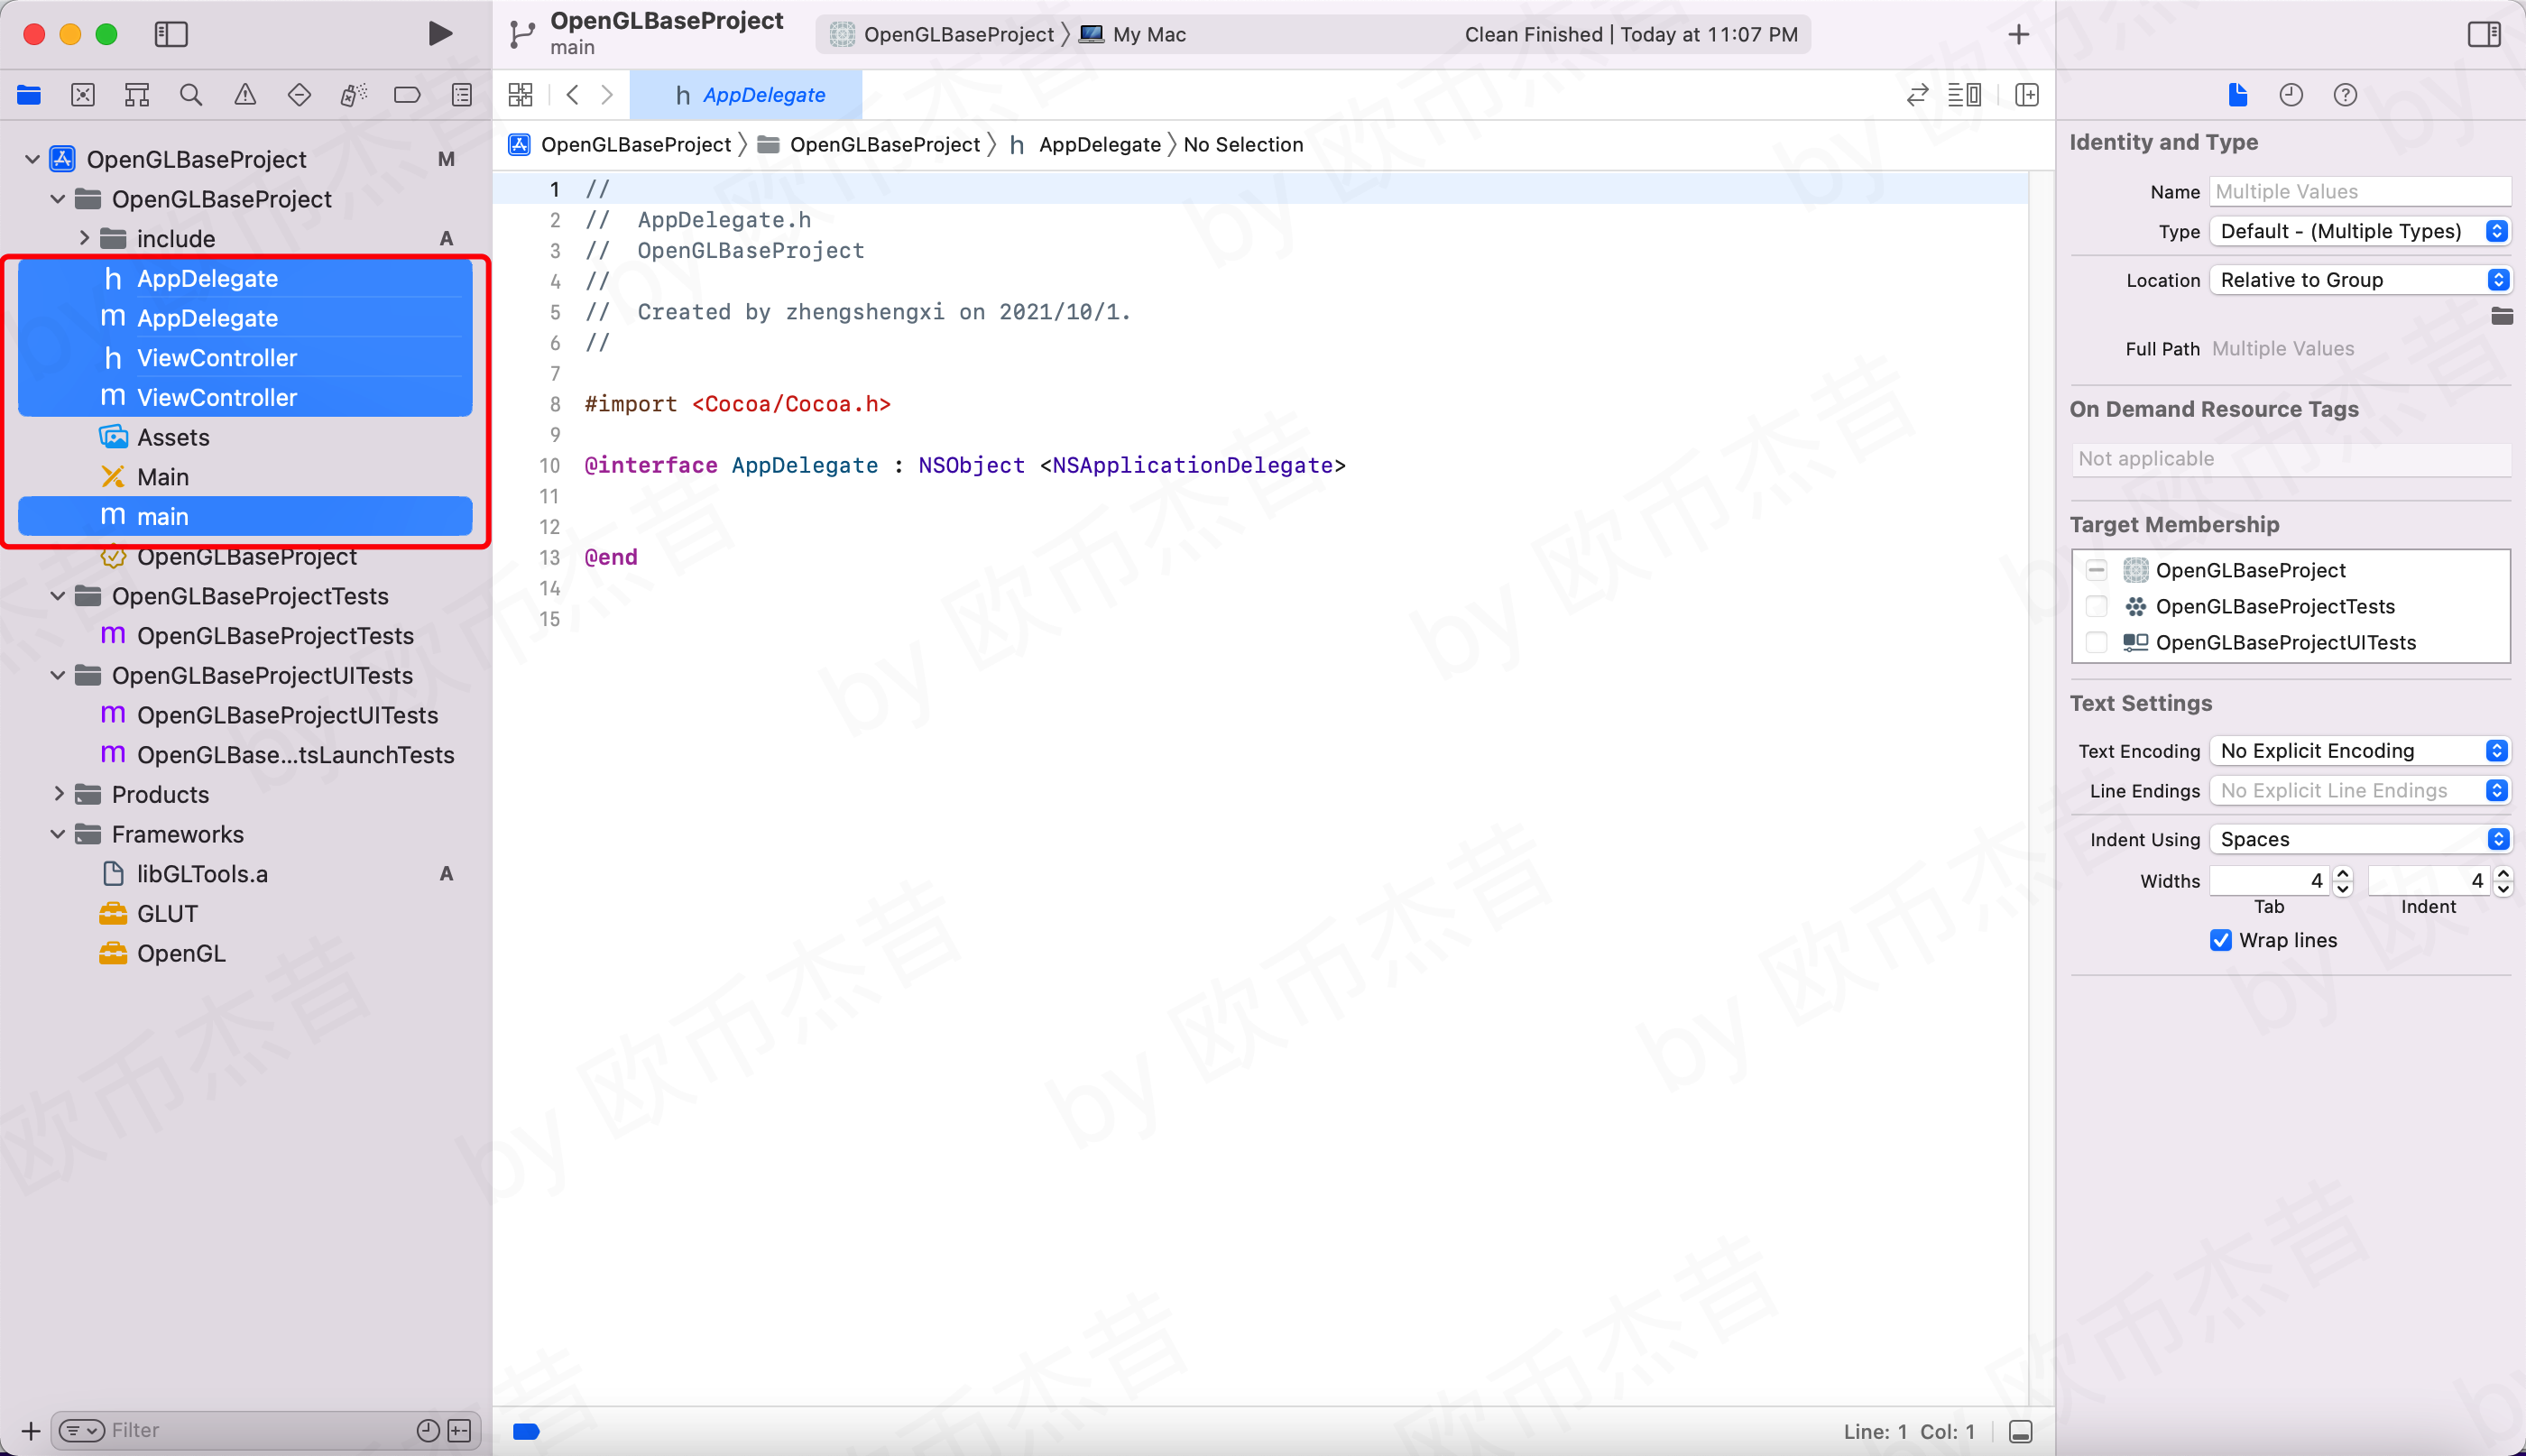 OpenGLBaseProject
main
OpenGLBaseProject
My Mac
Clean Finished | Today at 11:07 PM
h AppDelegate
OpenGLBaseProject
OpenGLBaseProject
h AppDelegate
No Selection
OpenGLBaseProject M
OpenGLBaseProject
include A
h AppDelegate
m AppDelegate
h ViewController
m ViewController
Assets
Main
m main
OpenGLBaseProject
OpenGLBaseProjectTests
m OpenGLBaseProjectTests
OpenGLBaseProjectUITests
m OpenGLBaseProjectUITests
m OpenGLBase...tsLaunchTests
Products
Frameworks
libGLTools.a A
GLUT
OpenGL
Filter
1 //
2 // AppDelegate.h
3 // OpenGLBaseProject
4 //
5 // Created by zhengshengxi on 2021/10/1.
6 //
7
8 #import <Cocoa/Cocoa.h>
9
10 @interface AppDelegate : NSObject <NSApplicationDelegate>
11
12
13 @end
14
15
Line: 1 Col: 1
Identity and Type
Name Multiple Values
Type Default - (Multiple Types)
Location Relative to Group
Full Path Multiple Values
On Demand Resource Tags
Not applicable
Target Membership
OpenGLBaseProject
OpenGLBaseProjectTests
OpenGLBaseProjectUITests
Text Settings
Text Encoding No Explicit Encoding
Line Endings No Explicit Line Endings
Indent Using Spaces
Widths 4 4
Tab Indent
Wrap lines
by 欧币杰昔